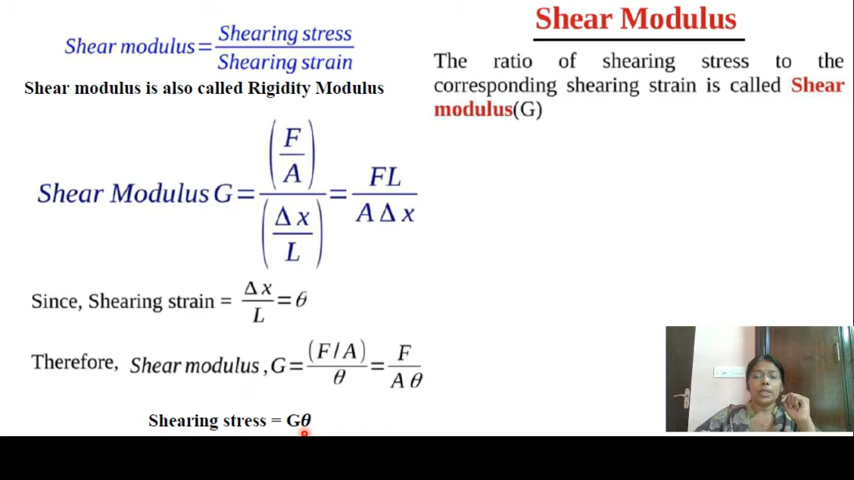 Shear Modulus
Shear modulus = Shearing stress / Shearing strain
Shear modulus is also called Rigidity Modulus
The ratio of shearing stress to the
corresponding shearing strain is called Shear
modulus(G)
Shear Modulus G = (F/A) / (Δx/L) = FL / AΔx
Since, Shearing strain = Δx/L = θ
Therefore, Shear modulus, G = (F/A)/θ = F/Aθ
Shearing stress = Gθ